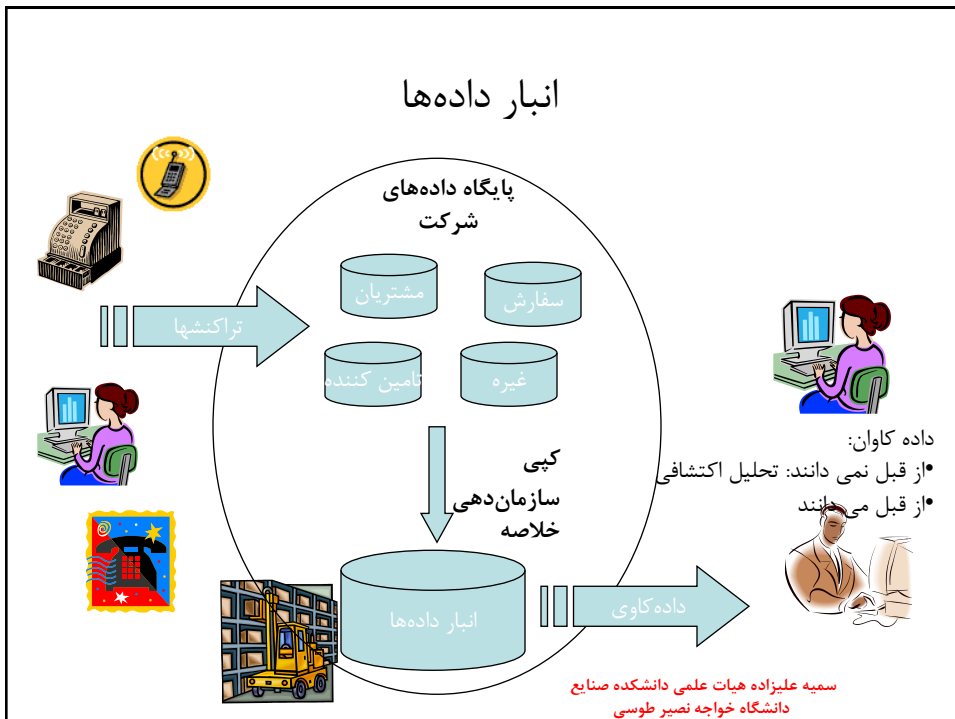 انبار داده‌ها
پایگاه داده‌های
شرکت
مشتریان
سفارش
تراکنشها
تامین کننده
غیره
کپی
سازمان‌دهی
خلاصه
داده کاوان:
•از قبل نمی دانند: تحلیل اکتشافی
•از قبل می دانند
انبار داده‌ها
داده‌کاوی
سمیه علیزاده هیات علمی دانشکده صنایع
دانشگاه خواجه نصیر طوسی